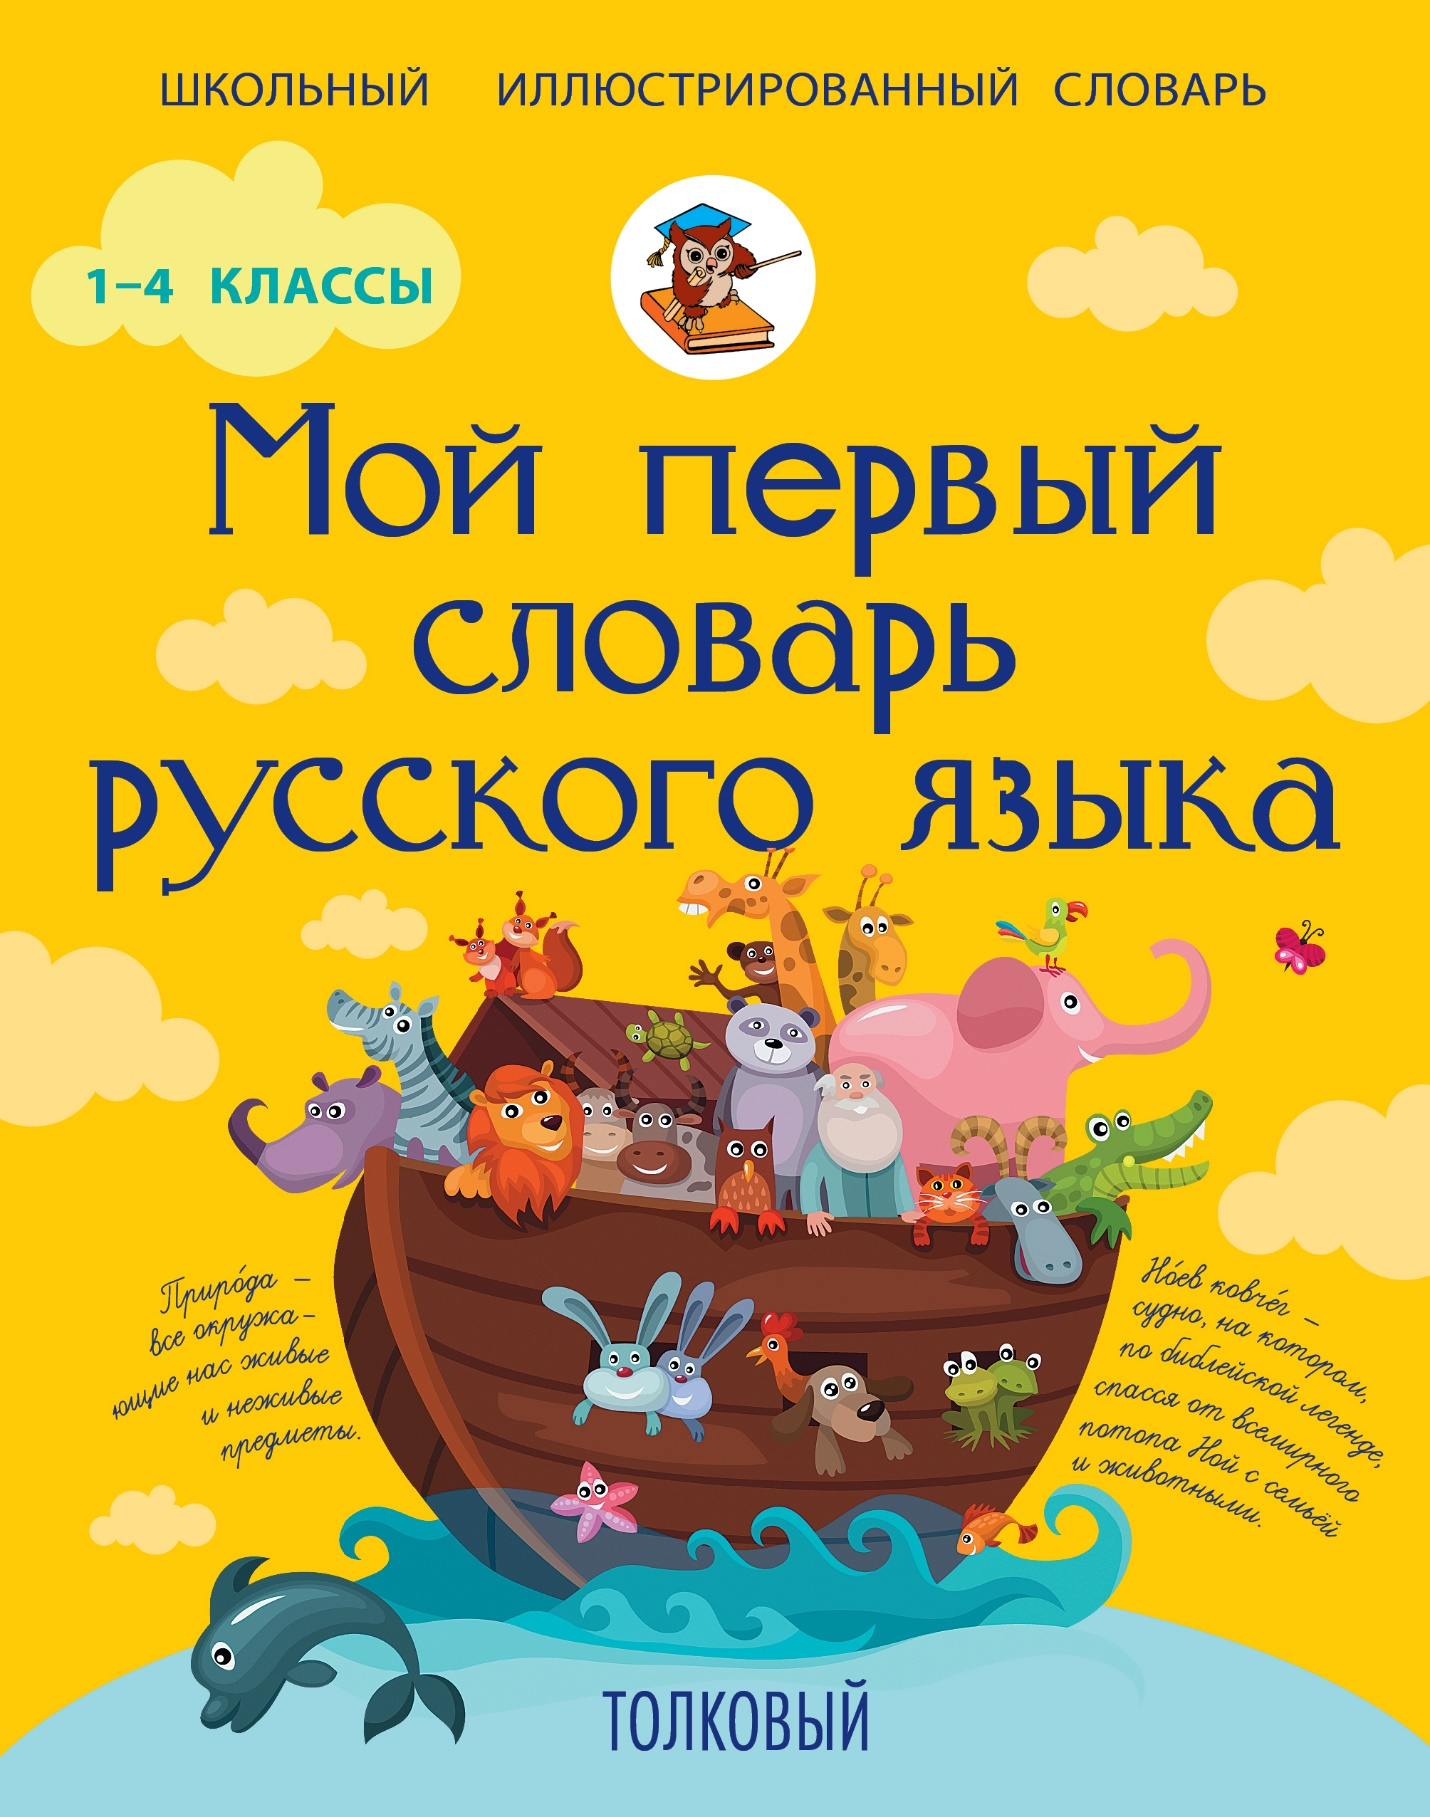 ШКОЛЬНЫЙ ИЛЛЮСТРИРОВАННЫЙ СЛОВАРЬ
1–4 КЛАССЫ
Мой первый
словарь
русского языка
Приро́да –
все окружа-
ющие нас живые
и неживые
предметы.
Но́ев ковче́г –
судно, на котором,
по библейской легенде,
спасся от всемирного
потопа Ной с семьёй
и животными.
ТОЛКОВЫЙ